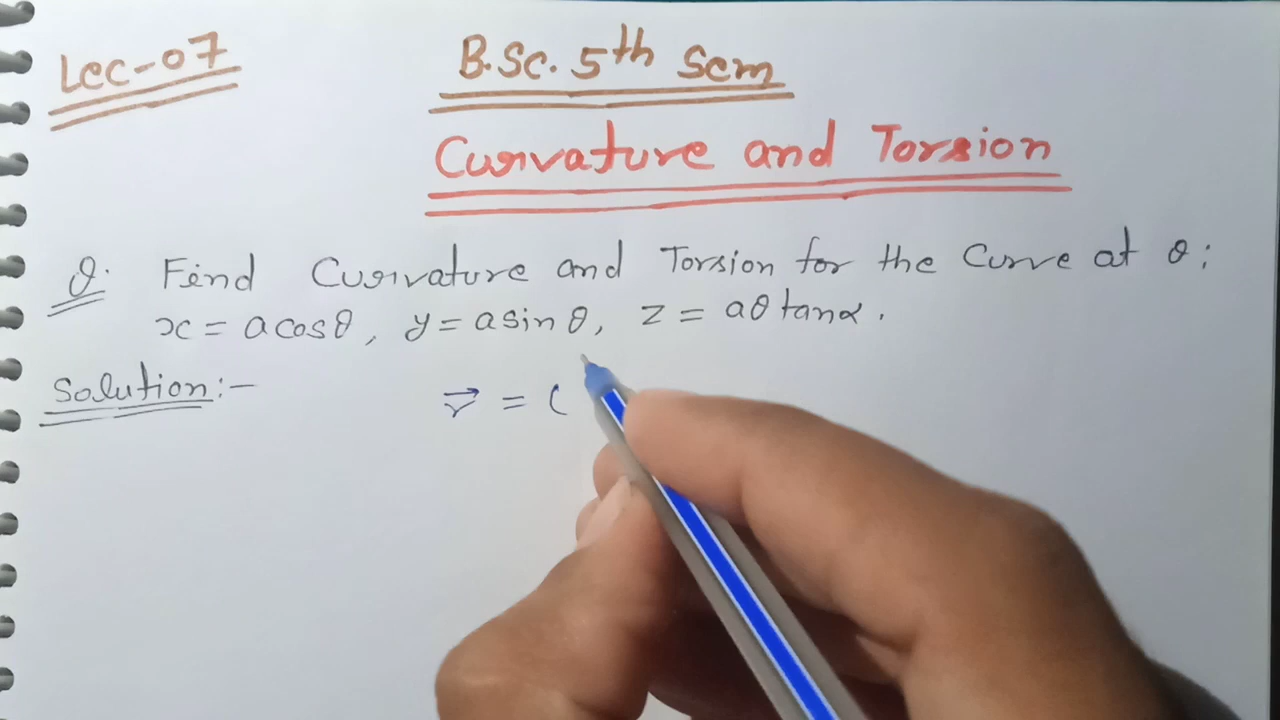 Lec-07
B.Sc. 5th Sem
Curvature and Torsion
Q. Find Curvature and Torsion for the Curve at θ:
x = a cosθ, y = a sin θ, z = aθ tanα.
Solution:-
r⃗ = (